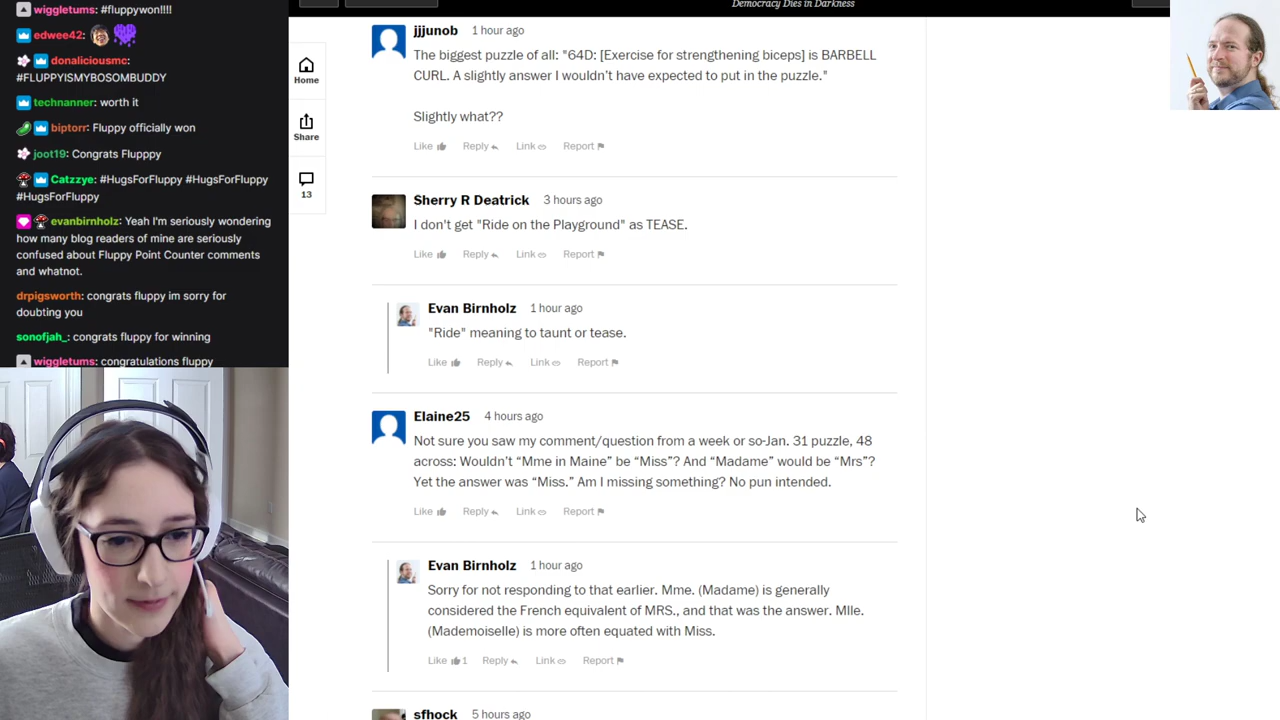 wiggletums: #fluppywon!!!!
edwee42:
donaliciousmc:
#FLUPPYISMYBOSOMBUDDY
technanner: worth it
biptorr: Fluppy officially won
joot19: Congrats Flupppy
Catzzye: #HugsForFluppy #HugsForFluppy
#HugsForFluppy
evanbirnholz: Yeah I'm seriously wondering
how many blog readers of mine are seriously
confused about Fluppy Point Counter comments
and whatnot.
drpigsworth: congrats fluppy im sorry for
doubting you
sonofjah_: congrats fluppy for winning
wiggletums: congratulations fluppy
Democracy Dies in Darkness
Home
Share
13
jjjunob 1 hour ago
The biggest puzzle of all: "64D: [Exercise for strengthening biceps] is BARBELL
CURL. A slightly answer I wouldn't have expected to put in the puzzle."
Slightly what??
Like Reply Link Report
Sherry R Deatrick 3 hours ago
I don't get "Ride on the Playground" as TEASE.
Like Reply Link Report
Evan Birnholz 1 hour ago
"Ride" meaning to taunt or tease.
Like Reply Link Report
Elaine25 4 hours ago
Not sure you saw my comment/question from a week or so-Jan. 31 puzzle, 48
across: Wouldn't “Mme in Maine” be “Miss”? And “Madame” would be “Mrs”?
Yet the answer was “Miss.” Am I missing something? No pun intended.
Like Reply Link Report
Evan Birnholz 1 hour ago
Sorry for not responding to that earlier. Mme. (Madame) is generally
considered the French equivalent of MRS., and that was the answer. Mlle.
(Mademoiselle) is more often equated with Miss.
Like 1 Reply Link Report
sfhock 5 hours ago